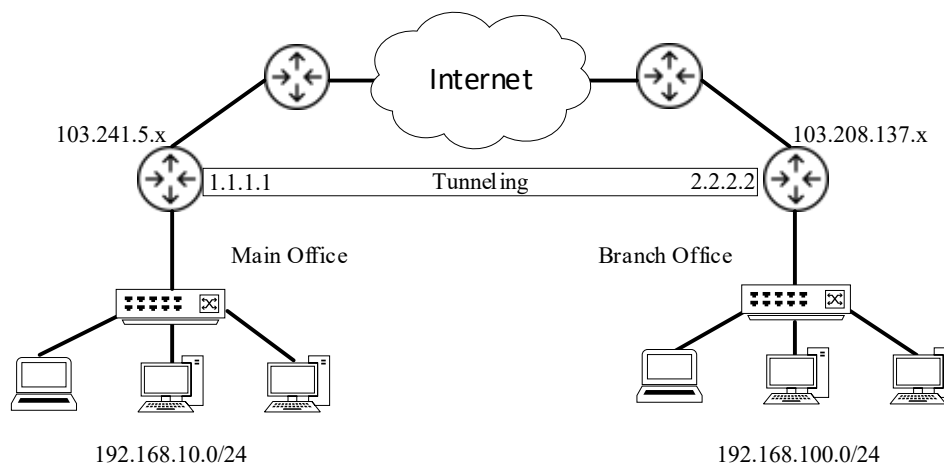 Internet
103.241.5.x
103.208.137.x
1.1.1.1
Tunneling
2.2.2.2
Main Office
Branch Office
192.168.10.0/24
192.168.100.0/24